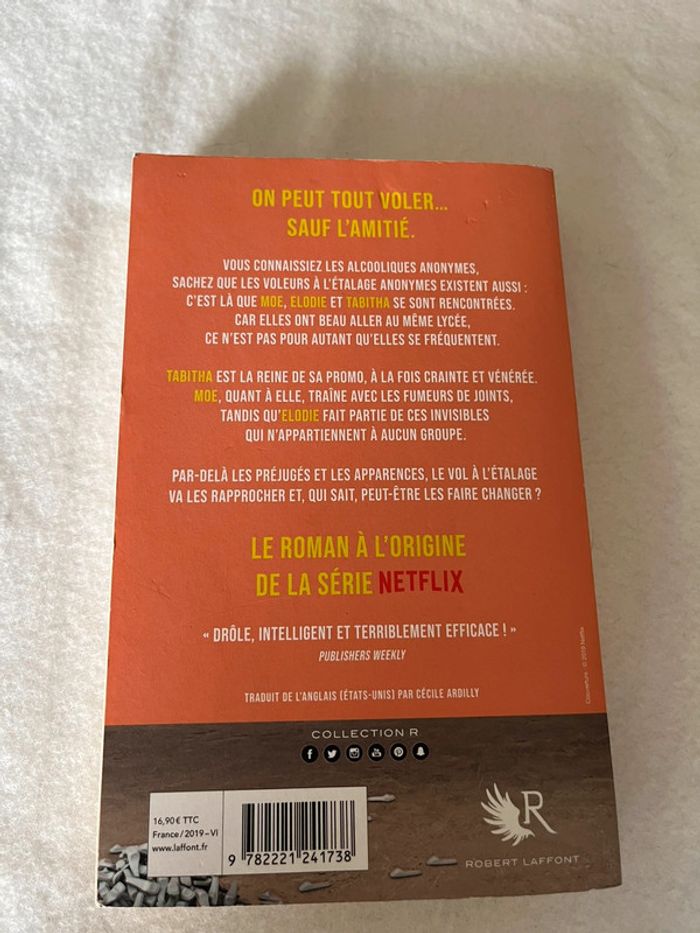 ON PEUT TOUT VOLER...
SAUF L'AMITIÉ.
VOUS CONNAISSIEZ LES ALCOOLIQUES ANONYMES,
SACHEZ QUE LES VOLEURS À L'ÉTALAGE ANONYMES EXISTENT AUSSI :
C'EST LÀ QUE MOE, ELODIE ET TABITHA SE SONT RENCONTRÉES.
CAR ELLES ONT BEAU ALLER AU MÊME LYCÉE,
CE N'EST PAS POUR AUTANT QU'ELLES SE FRÉQUENTENT.
TABITHA EST LA REINE DE SA PROMO, À LA FOIS CRAINTE ET VÉNÉRÉE.
MOE, QUANT À ELLE, TRAÎNE AVEC LES FUMEURS DE JOINTS,
TANDIS QU'ELODIE FAIT PARTIE DE CES INVISIBLES
QUI N'APPARTIENNENT À AUCUN GROUPE.
PAR-DELÀ LES PRÉJUGÉS ET LES APPARENCES, LE VOL À L'ÉTALAGE
VA LES RAPPROCHER ET, QUI SAIT, PEUT-ÊTRE LES FAIRE CHANGER ?
LE ROMAN À L'ORIGINE
DE LA SÉRIE NETFLIX
« DRÔLE, INTELLIGENT ET TERRIBLEMENT EFFICACE ! »
PUBLISHERS WEEKLY
TRADUIT DE L'ANGLAIS (ÉTATS-UNIS) PAR CÉCILE ARDILLY
Couverture : © 2019 Netflix
COLLECTION R
16,90 € TTC
France / 2019 – VI
www.laffont.fr
9 782221 241738
R
ROBERT LAFFONT